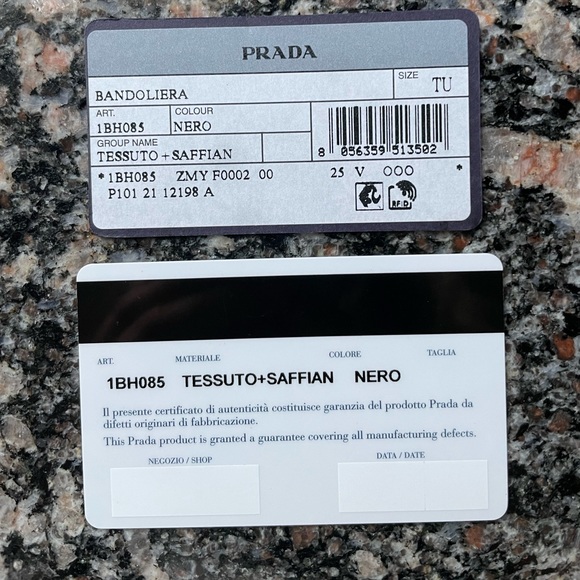 PRADA
SIZE
BANDOLIERA TU
ART. COLOUR
1BH085 NERO
GROUP NAME
TESSUTO+SAFFIAN
8 056359 513502
*1BH085 ZMY F0002 00 25 V OOO *
P101 21 12198 A
RFID
ART. MATERIALE COLORE TAGLIA
1BH085 TESSUTO+SAFFIAN NERO
Il presente certificato di autenticità costituisce garanzia del prodotto Prada da
difetti originari di fabbricazione.
This Prada product is granted a guarantee covering all manufacturing defects.
NEGOZIO / SHOP DATA / DATE